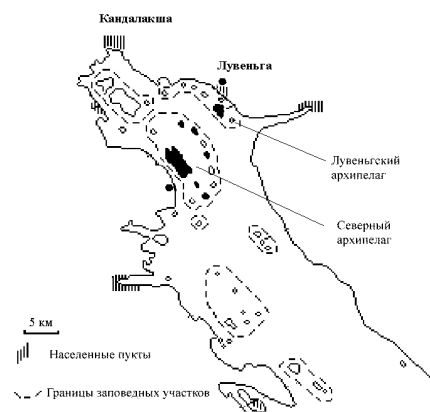 Кандалакша
Лувеньга
Лувеньгский
архипелаг
Северный
архипелаг
5 км
Населенные пукты
Границы заповедных участков